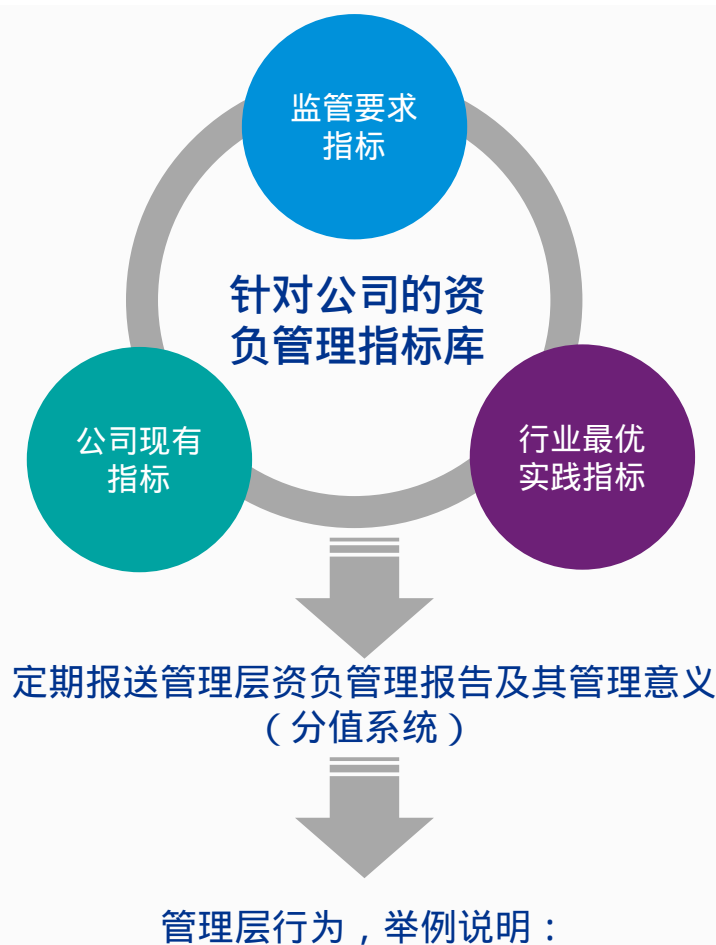 监管要求
指标
针对公司的资
负管理指标库
公司现有
指标
行业最优
实践指标
定期报送管理层资负管理报告及其管理意义
（分值系统）
管理层行为，举例说明：